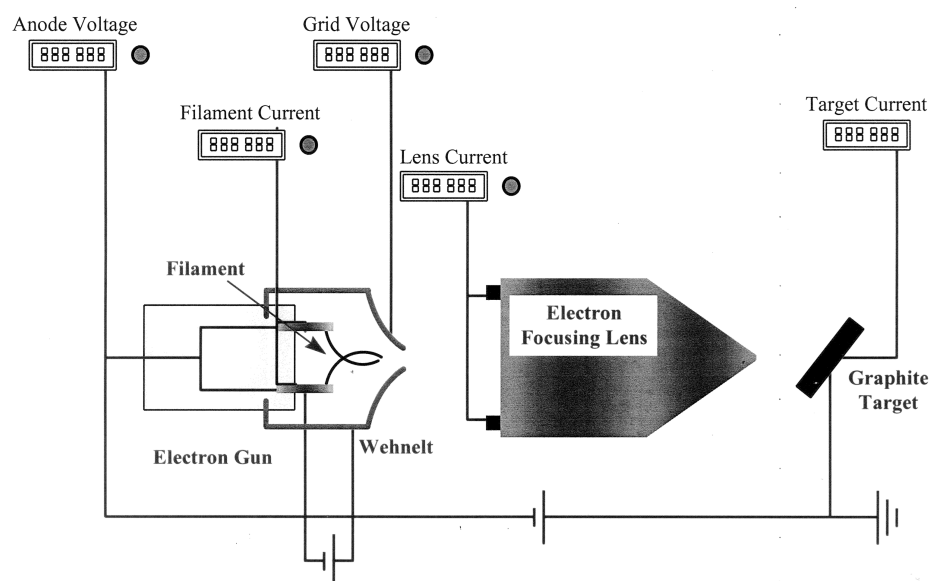 Anode Voltage
888 888
Grid Voltage
888 888
Filament Current
888 888
Target Current
888 888
Lens Current
888 888
Filament
Electron
Focusing Lens
Graphite
Target
Wehnelt
Electron Gun